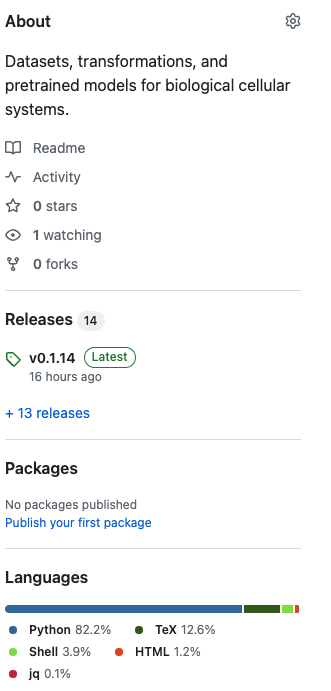 About
Datasets, transformations, and
pretrained models for biological cellular
systems.
Readme
Activity
0 stars
1 watching
0 forks
Releases 14
v0.1.14 Latest
16 hours ago
+ 13 releases
Packages
No packages published
Publish your first package
Languages
Python 82.2% TeX 12.6%
Shell 3.9% HTML 1.2%
jq 0.1%